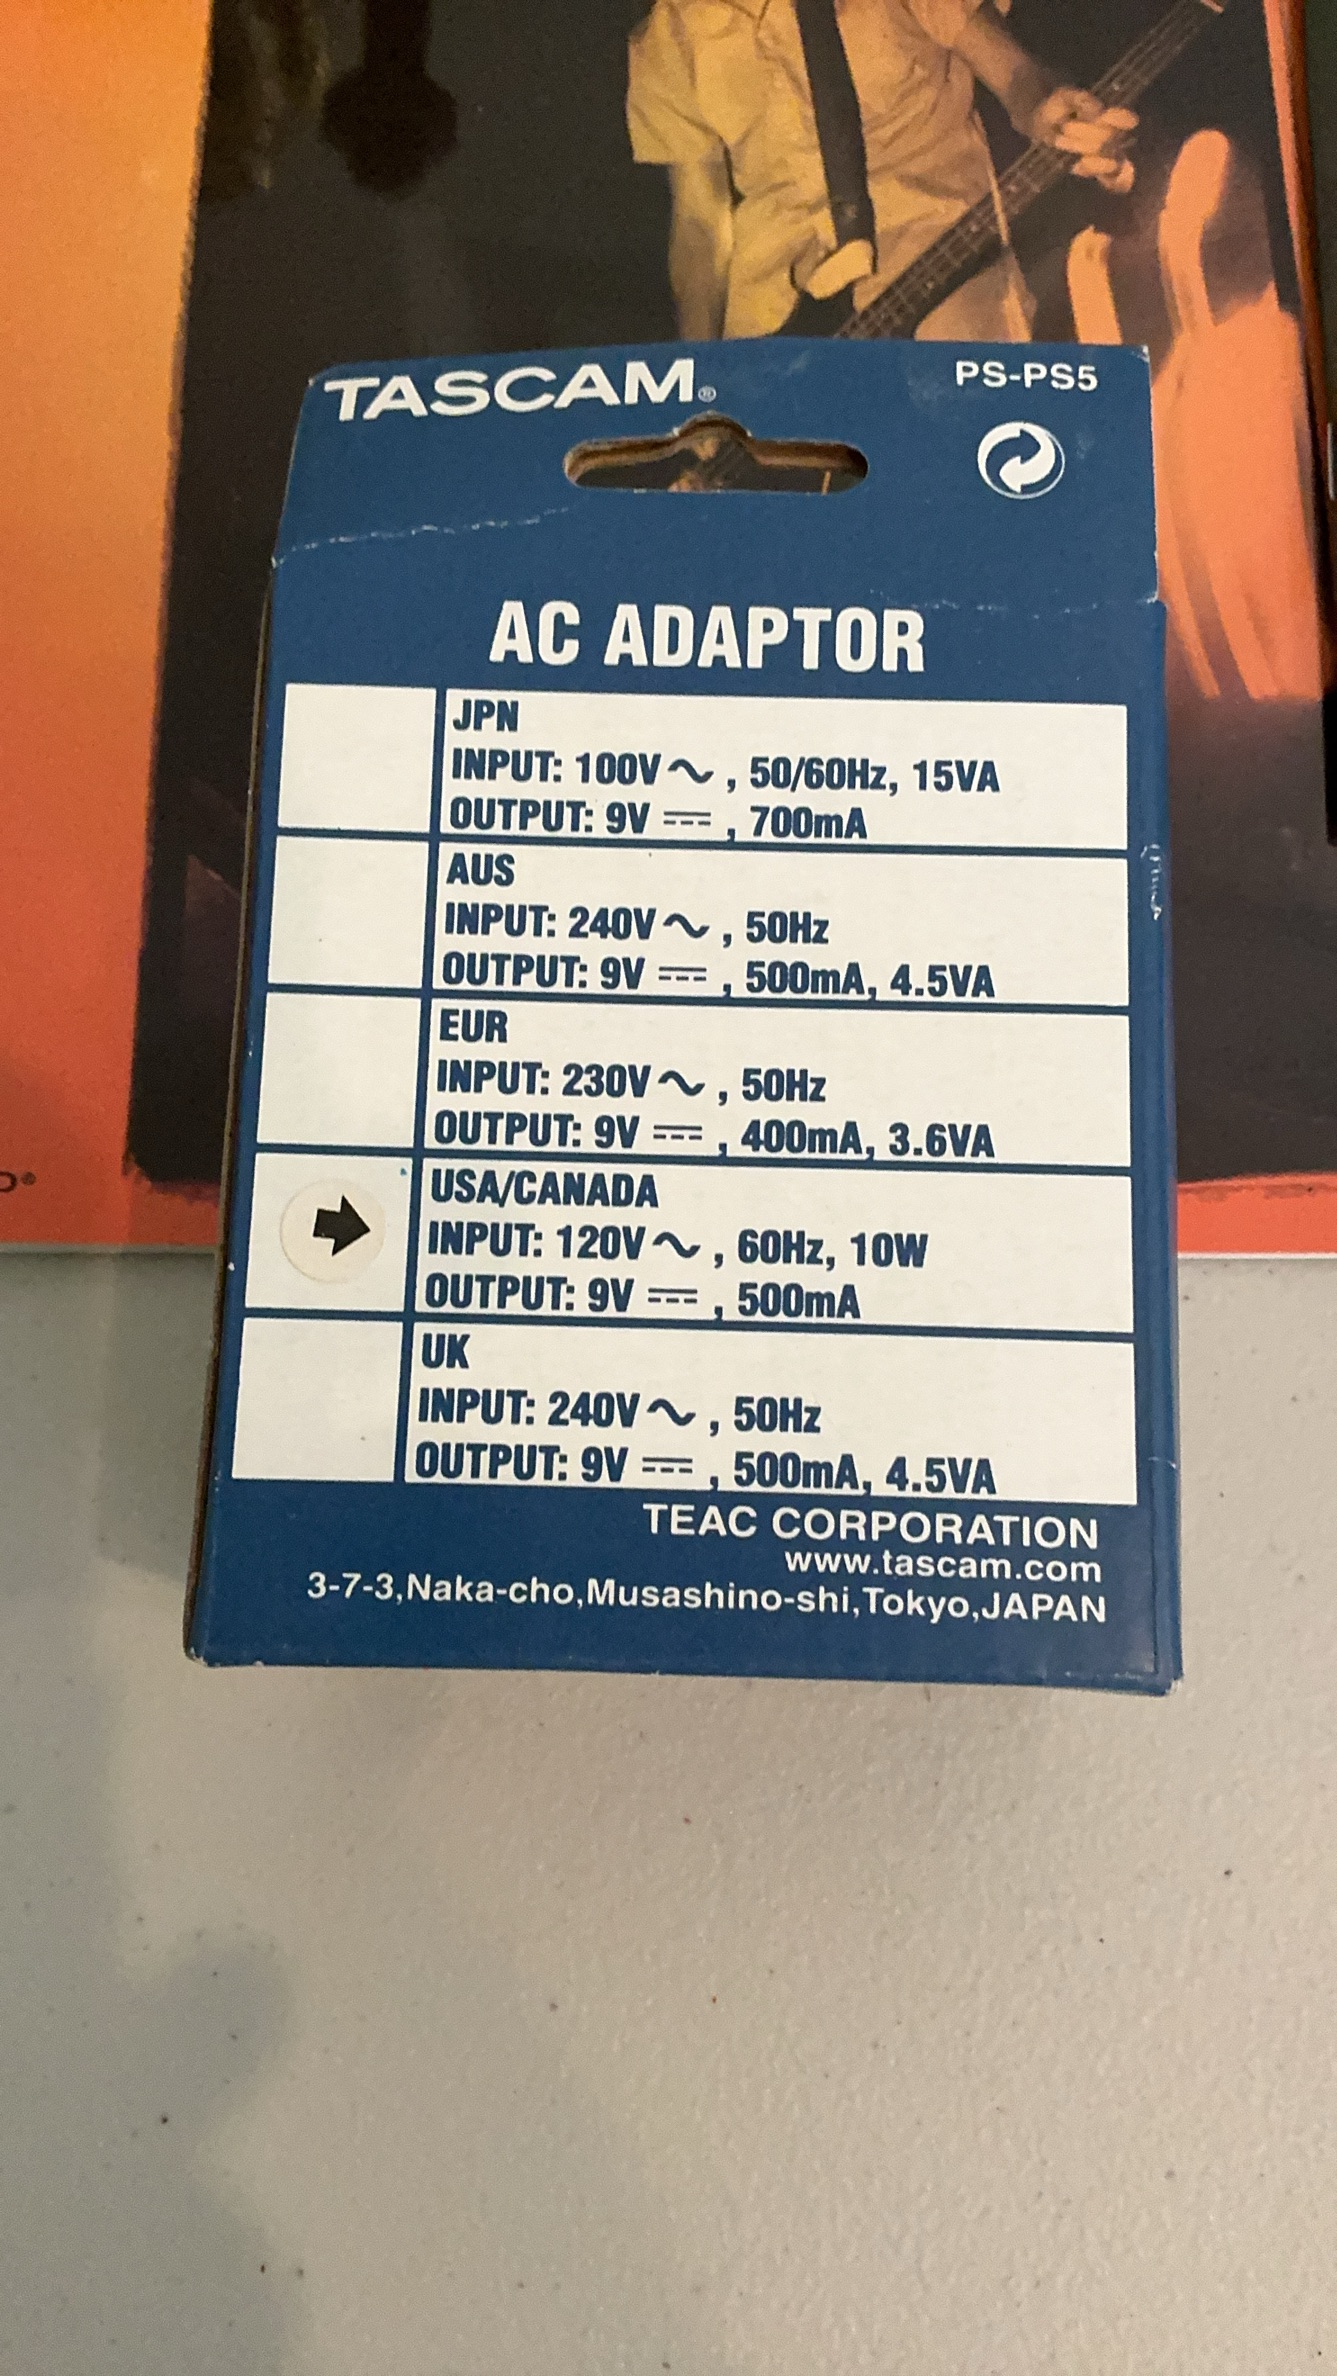 TASCAM®
PS-PS5
AC ADAPTOR
JPN
INPUT: 100V ~ , 50/60Hz, 15VA
OUTPUT: 9V ⎓ , 700mA
AUS
INPUT: 240V ~ , 50Hz
OUTPUT: 9V ⎓ , 500mA, 4.5VA
EUR
INPUT: 230V ~ , 50Hz
OUTPUT: 9V ⎓ , 400mA, 3.6VA
USA/CANADA
INPUT: 120V ~ , 60Hz, 10W
OUTPUT: 9V ⎓ , 500mA
UK
INPUT: 240V ~ , 50Hz
OUTPUT: 9V ⎓ , 500mA, 4.5VA
TEAC CORPORATION
www.tascam.com
3-7-3,Naka-cho,Musashino-shi,Tokyo,JAPAN